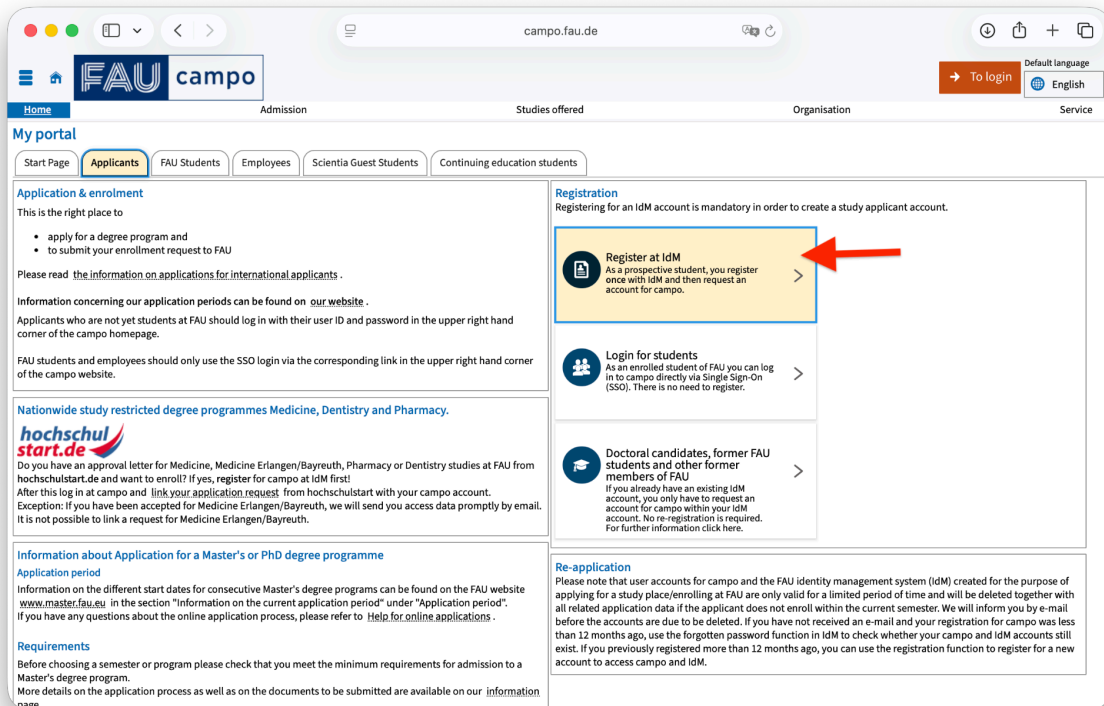 campo.fau.de
FAU campo
To login
Default language
English
Home
Admission
Studies offered
Organisation
Service
My portal
Start Page
Applicants
FAU Students
Employees
Scientia Guest Students
Continuing education students
Application & enrolment
This is the right place to
• apply for a degree program and
• to submit your enrollment request to FAU
Please read the information on applications for international applicants .
Information concerning our application periods can be found on our website .
Applicants who are not yet students at FAU should log in with their user ID and password in the upper right hand
corner of the campo homepage.
FAU students and employees should only use the SSO login via the corresponding link in the upper right hand corner
of the campo website.
Nationwide study restricted degree programmes Medicine, Dentistry and Pharmacy.
hochschul
start.de
Do you have an approval letter for Medicine, Medicine Erlangen/Bayreuth, Pharmacy or Dentistry studies at FAU from
hochschulstart.de and want to enroll? If yes, register for campo at IdM first!
After this log in at campo and link your application request from hochschulstart with your campo account.
Exception: If you have been accepted for Medicine Erlangen/Bayreuth, we will send you access data promptly by email.
It is not possible to link a request for Medicine Erlangen/Bayreuth.
Information about Application for a Master's or PhD degree programme
Application period
Information on the different start dates for consecutive Master's degree programs can be found on the FAU website
www.master.fau.eu in the section "Information on the current application period“ under "Application period".
If you have any questions about the online application process, please refer to Help for online applications .
Requirements
Before choosing a semester or program please check that you meet the minimum requirements for admission to a
Master's degree program.
More details on the application process as well as on the documents to be submitted are available on our information
page
Registration
Registering for an IdM account is mandatory in order to create a study applicant account.
Register at IdM
As a prospective student, you register
once with IdM and then request an
account for campo.
Login for students
As an enrolled student of FAU you can log
in to campo directly via Single Sign-On
(SSO). There is no need to register.
Doctoral candidates, former FAU
students and other former
members of FAU
If you already have an existing IdM
account, you only have to request an
account for campo within your IdM
account. No re-registration is required.
For further information click here.
Re-application
Please note that user accounts for campo and the FAU identity management system (IdM) created for the purpose of
applying for a study place/enrolling at FAU are only valid for a limited period of time and will be deleted together with
all related application data if the applicant does not enroll within the current semester. We will inform you by e-mail
before the accounts are due to be deleted. If you have not received an e-mail and your registration for campo was less
than 12 months ago, use the forgotten password function in IdM to check whether your campo and IdM accounts still
exist. If you previously registered more than 12 months ago, you can use the registration function to register for a new
account to access campo and IdM.